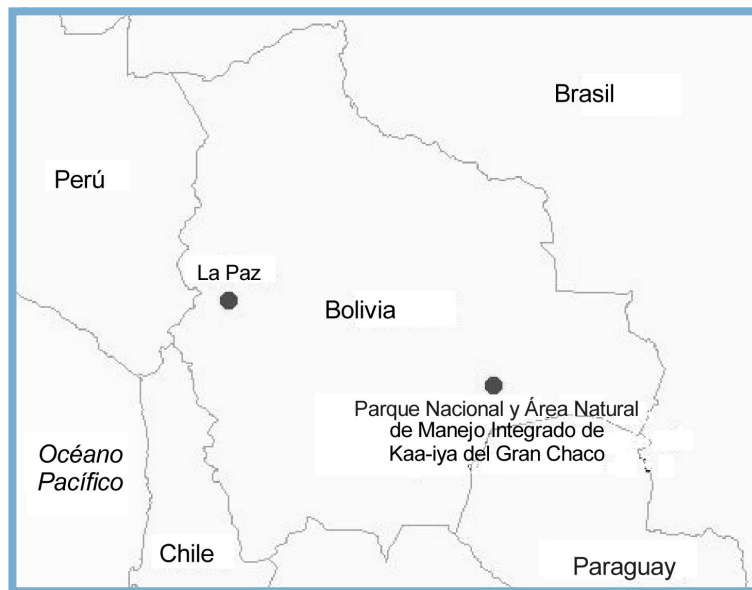 Brasil
Perú
La Paz
Bolivia
Parque Nacional y Área Natural
de Manejo Integrado de
Kaa-iya del Gran Chaco
Océano
Pacífico
Chile
Paraguay